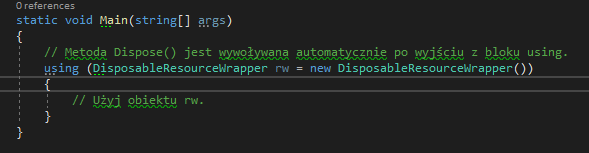 0 references
static void Main(string[] args)
{
// Metoda Dispose() jest wywoływana automatycznie po wyjściu z bloku using.
using (DisposableResourceWrapper rw = new DisposableResourceWrapper())
{
// Użyj obiektu rw.
}
}